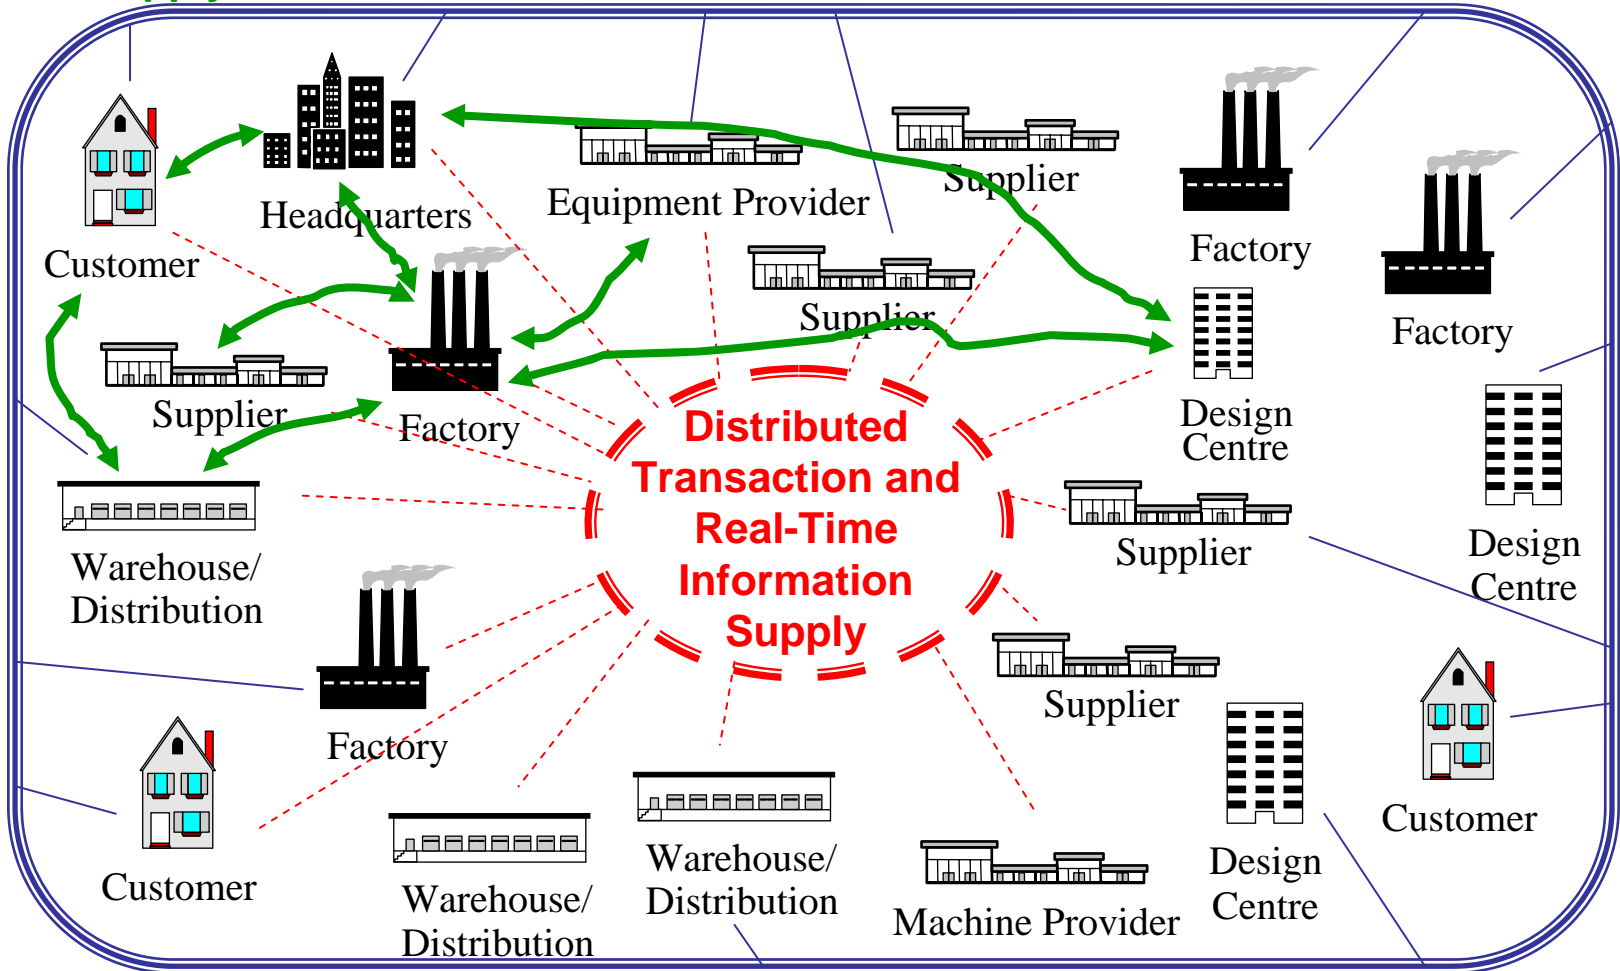 Supplier
Headquarters
Equipment Provider
Factory
Customer
Supplier
Factory
Supplier
Factory
Design
Centre
Distributed
Transaction and
Real-Time
Information
Supply
Supplier
Design
Centre
Warehouse/
Distribution
Supplier
Factory
Customer
Customer
Warehouse/
Distribution
Warehouse/
Distribution
Machine Provider
Design
Centre